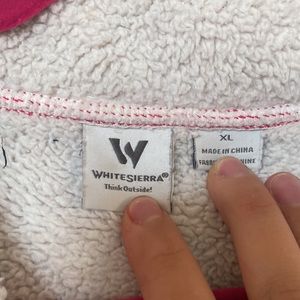 W
WHITESIERRA®
Think Outside!
XL
MADE IN CHINA